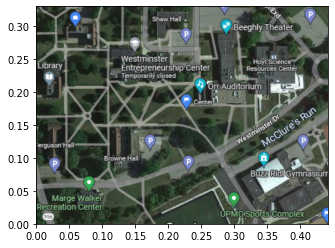 0.30
0.25
0.20
0.15
0.10
0.05
0.00
Shaw Hall
Beeghly Theater
Westminster
Entrepreneurship Center
Temporarily closed
Hoyt Science
Resources Center
Library
Orr Auditorium
Center
Westminster Dr
McClure's Run
Ferguson Hall
Browne Hall
Buzz Ridl Gymnasium
Marge Walker
Recreation Center
UPMC Sports Complex
956
0.00 0.05 0.10 0.15 0.20 0.25 0.30 0.35 0.40